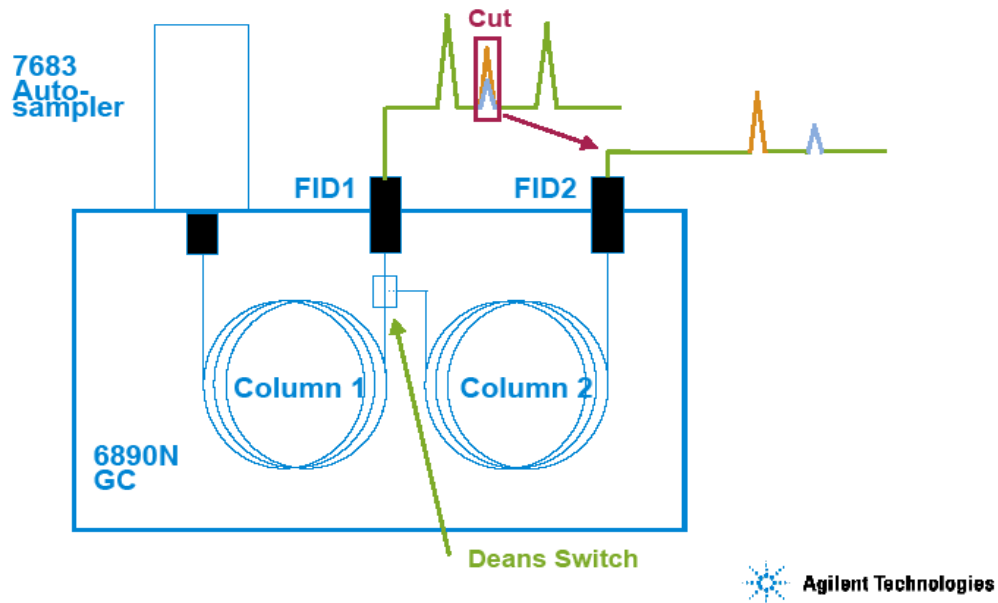 Cut
7683
Auto-
sampler
FID1
FID2
Column 1
Column 2
6890N
GC
Deans Switch
Agilent Technologies